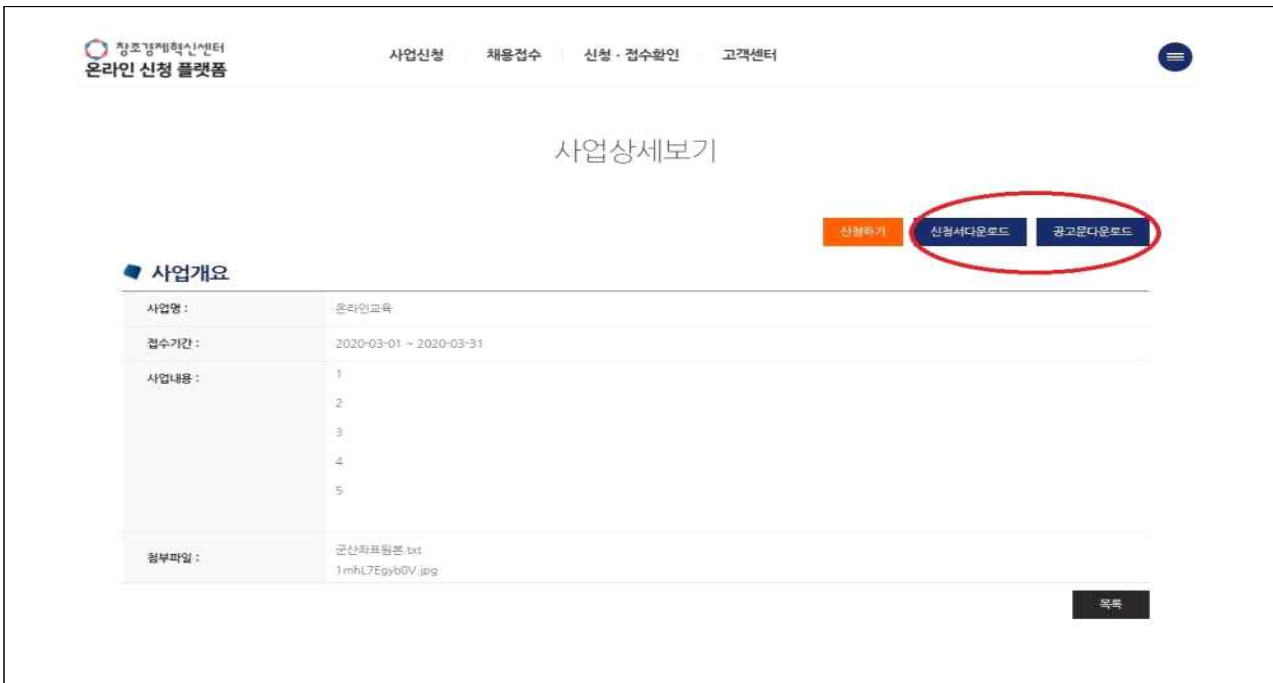 창조경제혁신센터
온라인 신청 플랫폼
사업신청 채용접수 신청 · 접수확인 고객센터
사업상세보기
신청하기 신청서다운로드 공고문다운로드
사업개요
사업명 : 온라인교육
접수기간 : 2020-03-01 ~ 2020-03-31
사업내용 : 1
2
3
4
5
첨부파일 : 군산좌표원본.txt
1mhL7Egyb0V.jpg
목록